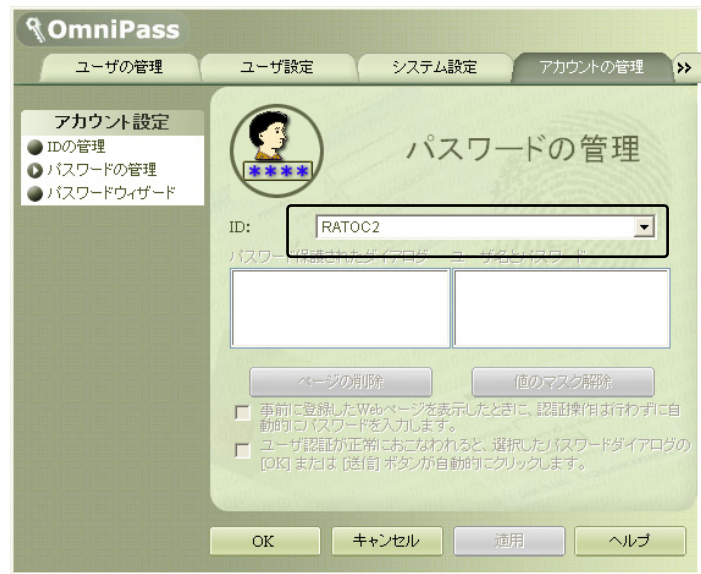 OmniPass
ユーザの管理 ユーザ設定 システム設定 アカウントの管理 >>
アカウント設定
IDの管理
パスワードの管理
パスワードウィザード
パスワードの管理
****
ID: RATOC2
パスワード保護されたダイアログ ユーザ名とパスワード
ページの削除 値のマスク解除
事前に登録したWebページを表示したときに、認証操作は行わずに自
動的にパスワードを入力します。
ユーザ認証が正常におこなわれると、選択したパスワードダイアログの
[OK] または [送信] ボタンが自動的にクリックします。
OK キャンセル 適用 ヘルプ